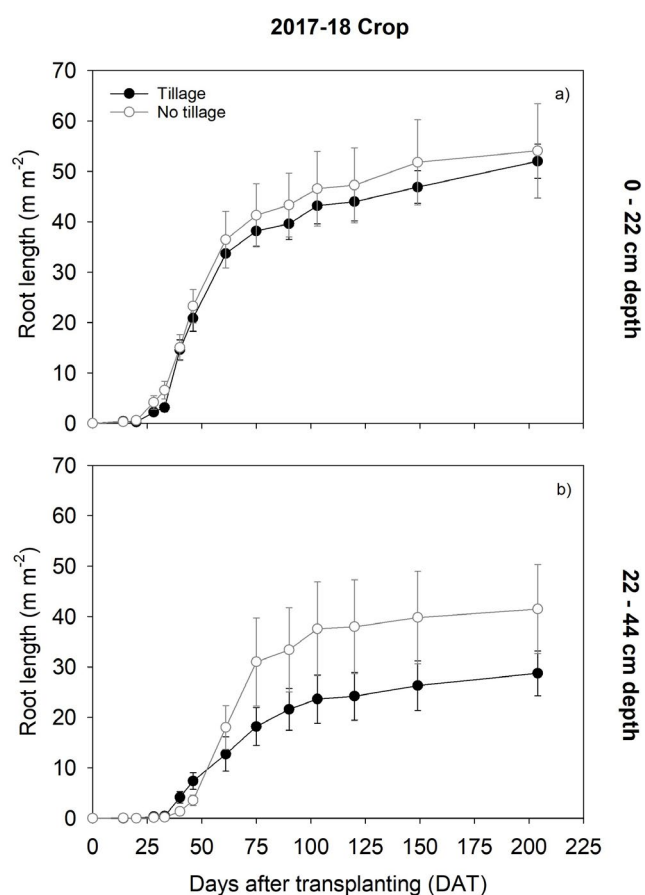 2017-18 Crop
70
60
50
40
30
20
10
0
Root length (m m-2)
Tillage
No tillage
a)
0 - 22 cm depth
70
60
50
40
30
20
10
0
Root length (m m-2)
b)
22 - 44 cm depth
0 25 50 75 100 125 150 175 200 225
Days after transplanting (DAT)